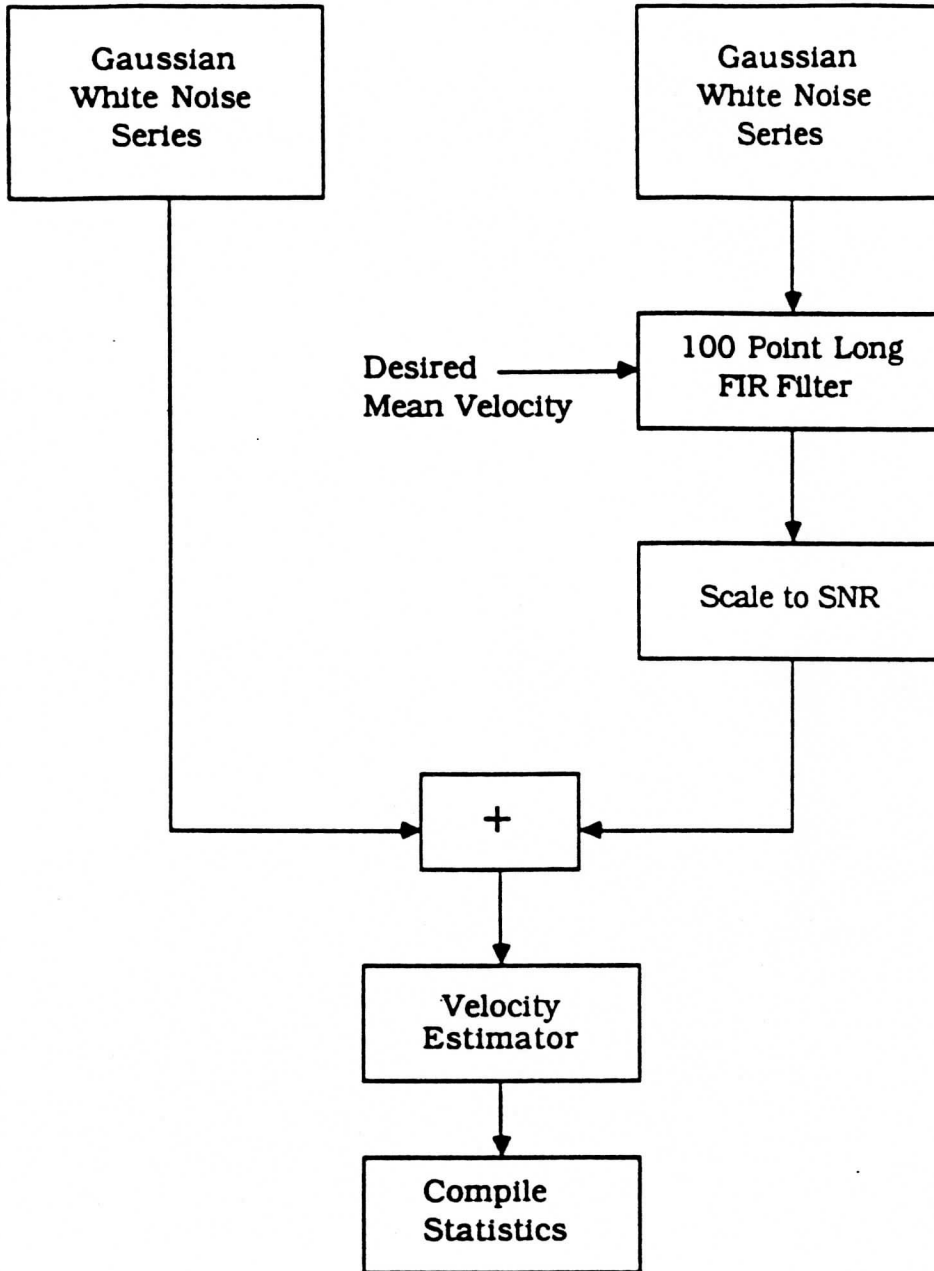 Gaussian
White Noise
Series
Gaussian
White Noise
Series
100 Point Long
FIR Filter
Desired
Mean Velocity
Scale to SNR
+
Velocity
Estimator
Compile
Statistics